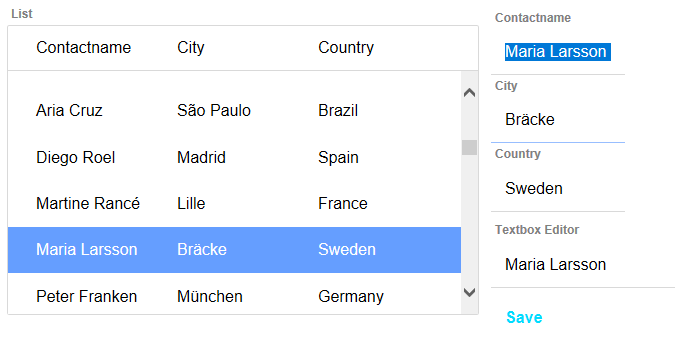 List
Contactname City Country
Aria Cruz São Paulo Brazil
Diego Roel Madrid Spain
Martine Rancé Lille France
Maria Larsson Bräcke Sweden
Peter Franken München Germany
Contactname
Maria Larsson
City
Bräcke
Country
Sweden
Textbox Editor
Maria Larsson
Save